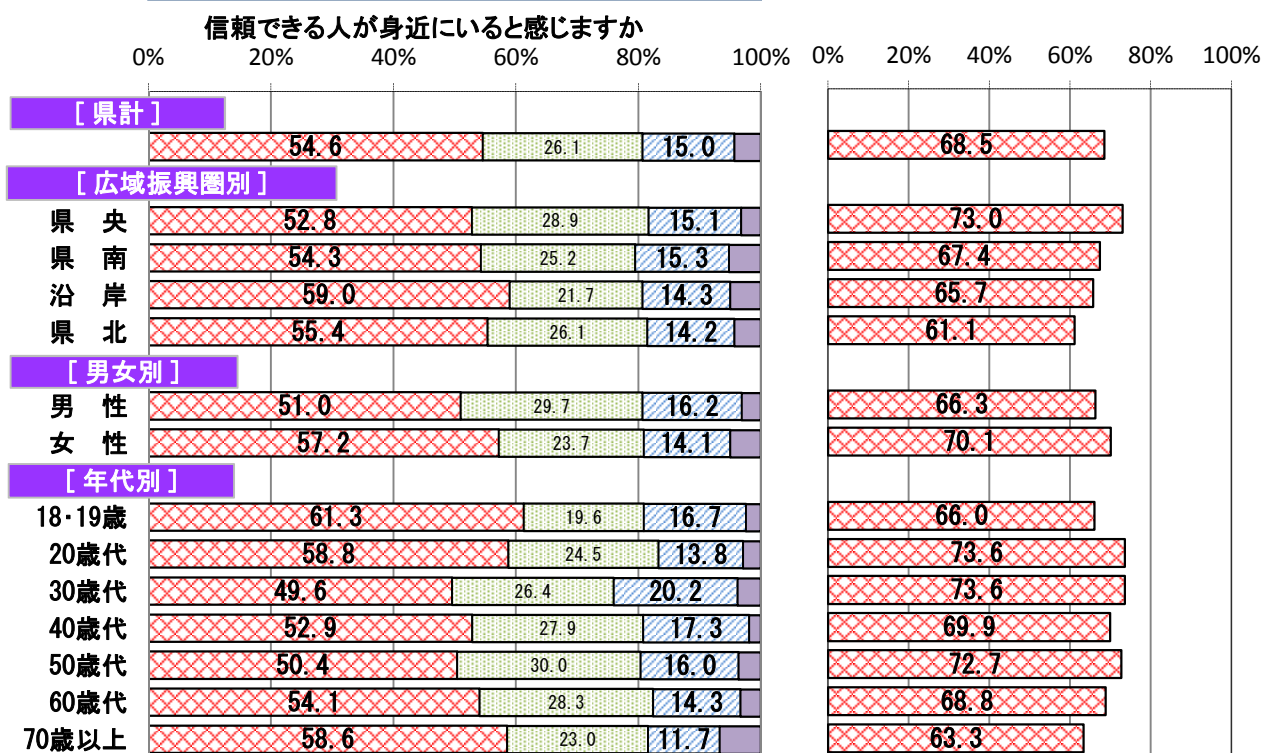 信頼できる人が身近にいると感じますか
0% 20% 40% 60% 80% 100% 0% 20% 40% 60% 80% 100%
[ 県計 ]
54.6 26.1 15.0 68.5
[ 広域振興圏別 ]
県 央 52.8 28.9 15.1 73.0
県 南 54.3 25.2 15.3 67.4
沿 岸 59.0 21.7 14.3 65.7
県 北 55.4 26.1 14.2 61.1
[ 男女別 ]
男 性 51.0 29.7 16.2 66.3
女 性 57.2 23.7 14.1 70.1
[ 年代別 ]
18・19歳 61.3 19.6 16.7 66.0
20歳代 58.8 24.5 13.8 73.6
30歳代 49.6 26.4 20.2 73.6
40歳代 52.9 27.9 17.3 69.9
50歳代 50.4 30.0 16.0 72.7
60歳代 54.1 28.3 14.3 68.8
70歳以上 58.6 23.0 11.7 63.3